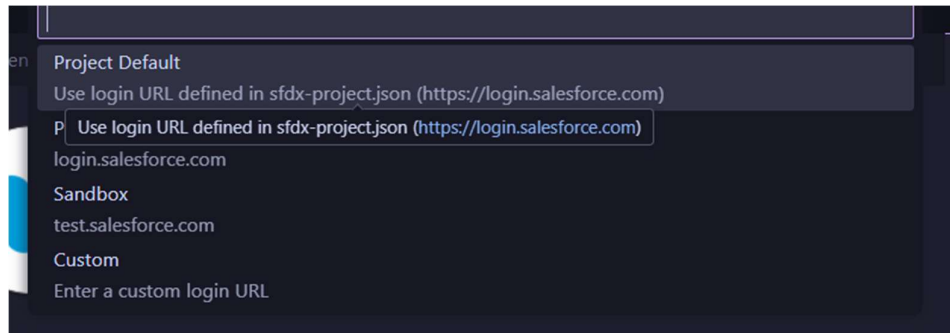 en
Project Default
Use login URL defined in sfdx-project.json (https://login.salesforce.com)
P
Use login URL defined in sfdx-project.json (https://login.salesforce.com)
login.salesforce.com
Sandbox
test.salesforce.com
Custom
Enter a custom login URL